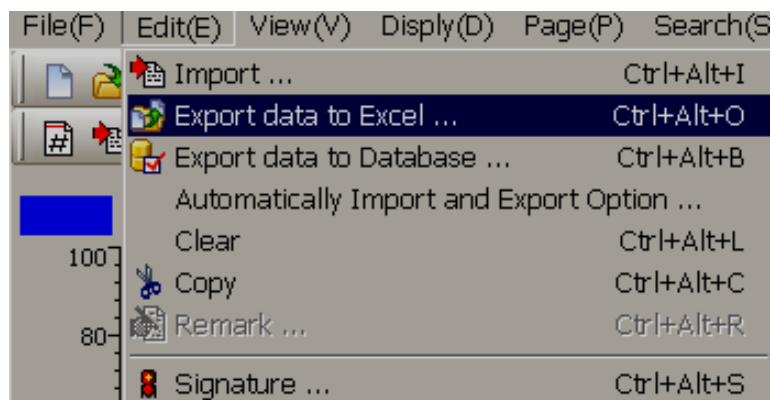 File(F) Edit(E) View(V) Disply(D) Page(P) Search(S
Import ... Ctrl+Alt+I
Export data to Excel ... Ctrl+Alt+O
Export data to Database ... Ctrl+Alt+B
Automatically Import and Export Option ...
Clear Ctrl+Alt+L
100
Copy Ctrl+Alt+C
Remark ... Ctrl+Alt+R
80
Signature ... Ctrl+Alt+S